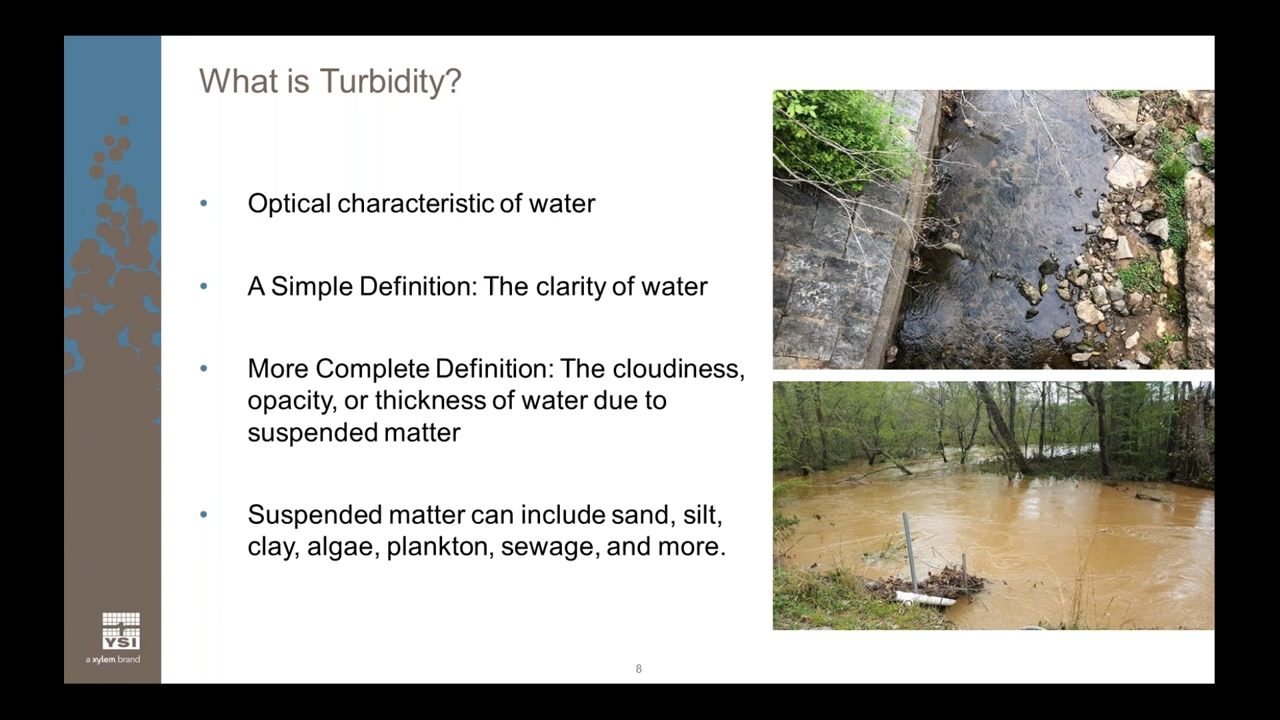 What is Turbidity?
• Optical characteristic of water
• A Simple Definition: The clarity of water
• More Complete Definition: The cloudiness,
opacity, or thickness of water due to
suspended matter
• Suspended matter can include sand, silt,
clay, algae, plankton, sewage, and more.
YSI
a xylem brand
8